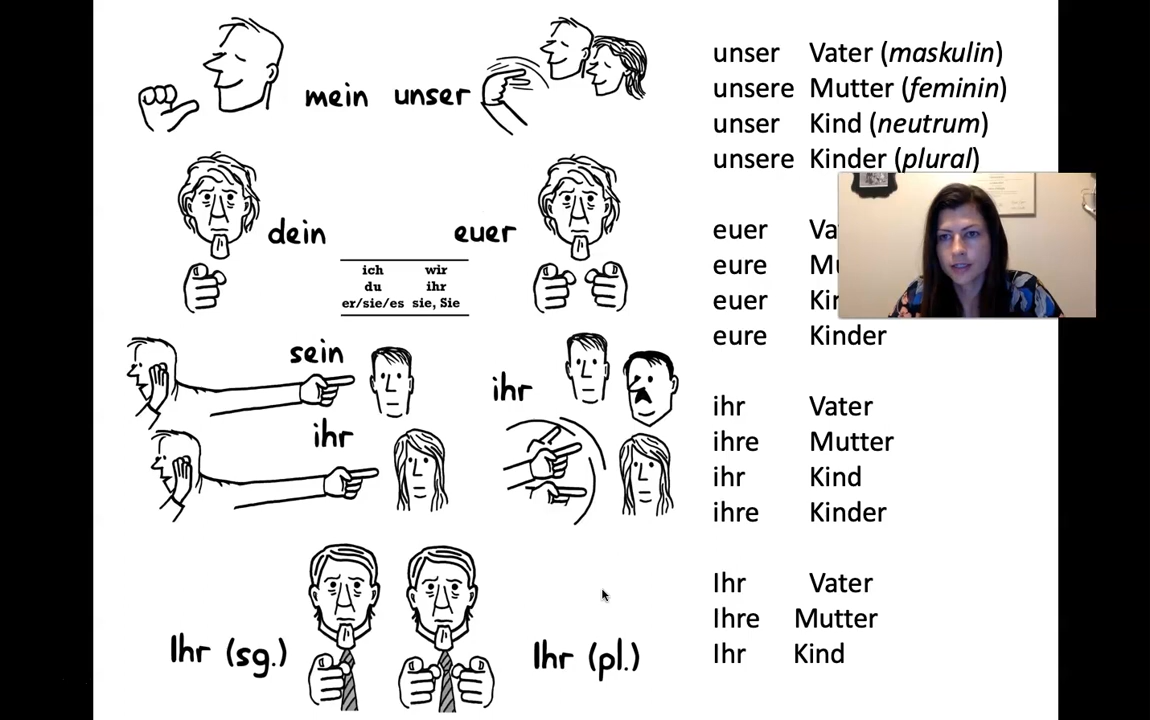 mein unser
dein
euer
ich wir
du ihr
er/sie/es sie, Sie
sein
ihr
ihr
Ihr (sg.)
Ihr (pl.)
unser Vater (maskulin)
unsere Mutter (feminin)
unser Kind (neutrum)
unsere Kinder (plural)
euer
eure
euer
eure Kinder
ihr Vater
ihre Mutter
ihr Kind
ihre Kinder
Ihr Vater
Ihre Mutter
Ihr Kind